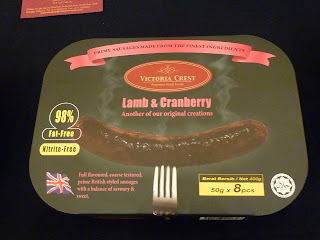 PRIME SAUSAGES MADE FROM THE FINEST INGREDIENTS
VICTORIA CREST
Lamb & Cranberry
Another of our original creations
98%
Fat-Free
Nitrite-Free
Full flavoured, coarse textured,
prime British styled sausages
with a balance of savoury &
sweet.
Berat Bersih / Net 400g
50g x 8pcs